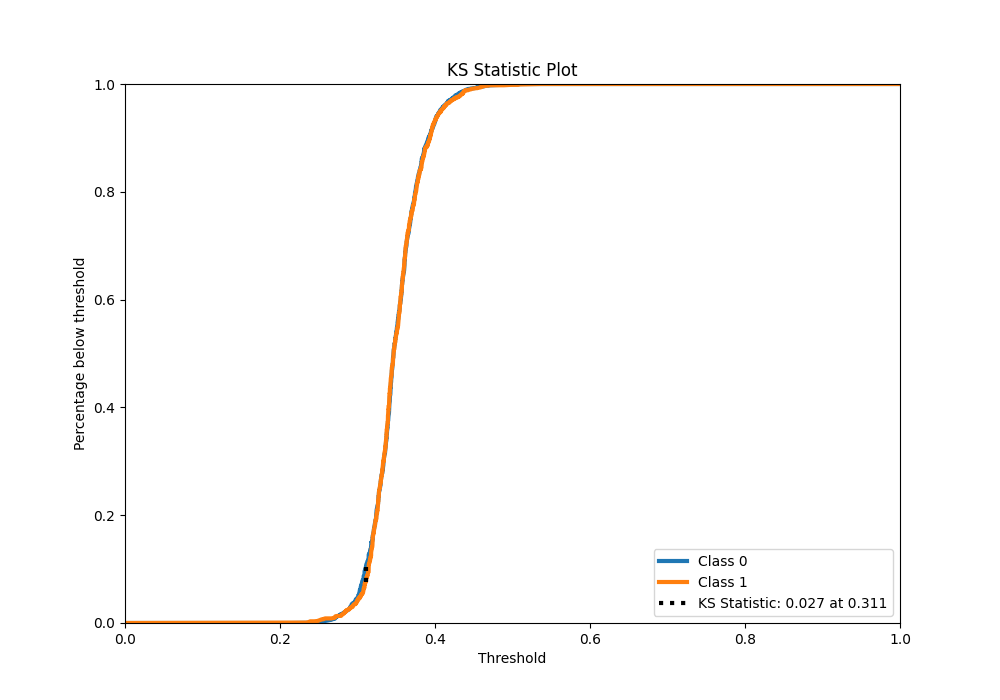 KS Statistic Plot
Percentage below threshold
1.0
0.8
0.6
0.4
0.2
0.0
0.0 0.2 0.4 0.6 0.8 1.0
Threshold
Class 0
Class 1
KS Statistic: 0.027 at 0.311